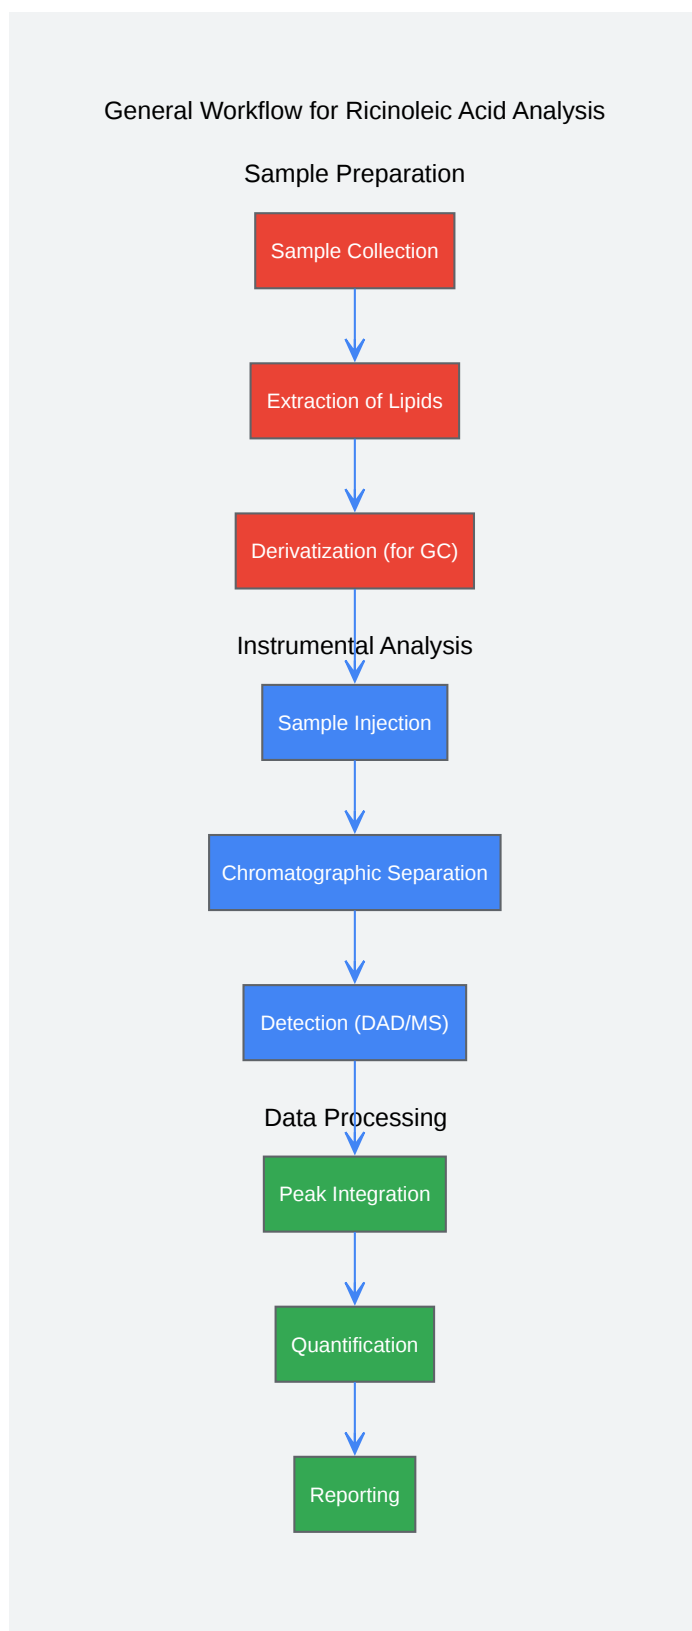 General Workflow for Ricinoleic Acid Analysis
Sample Preparation
Sample Collection
Extraction of Lipids
Derivatization (for GC)
Instrumental Analysis
Sample Injection
Chromatographic Separation
Detection (DAD/MS)
Data Processing
Peak Integration
Quantification
Reporting